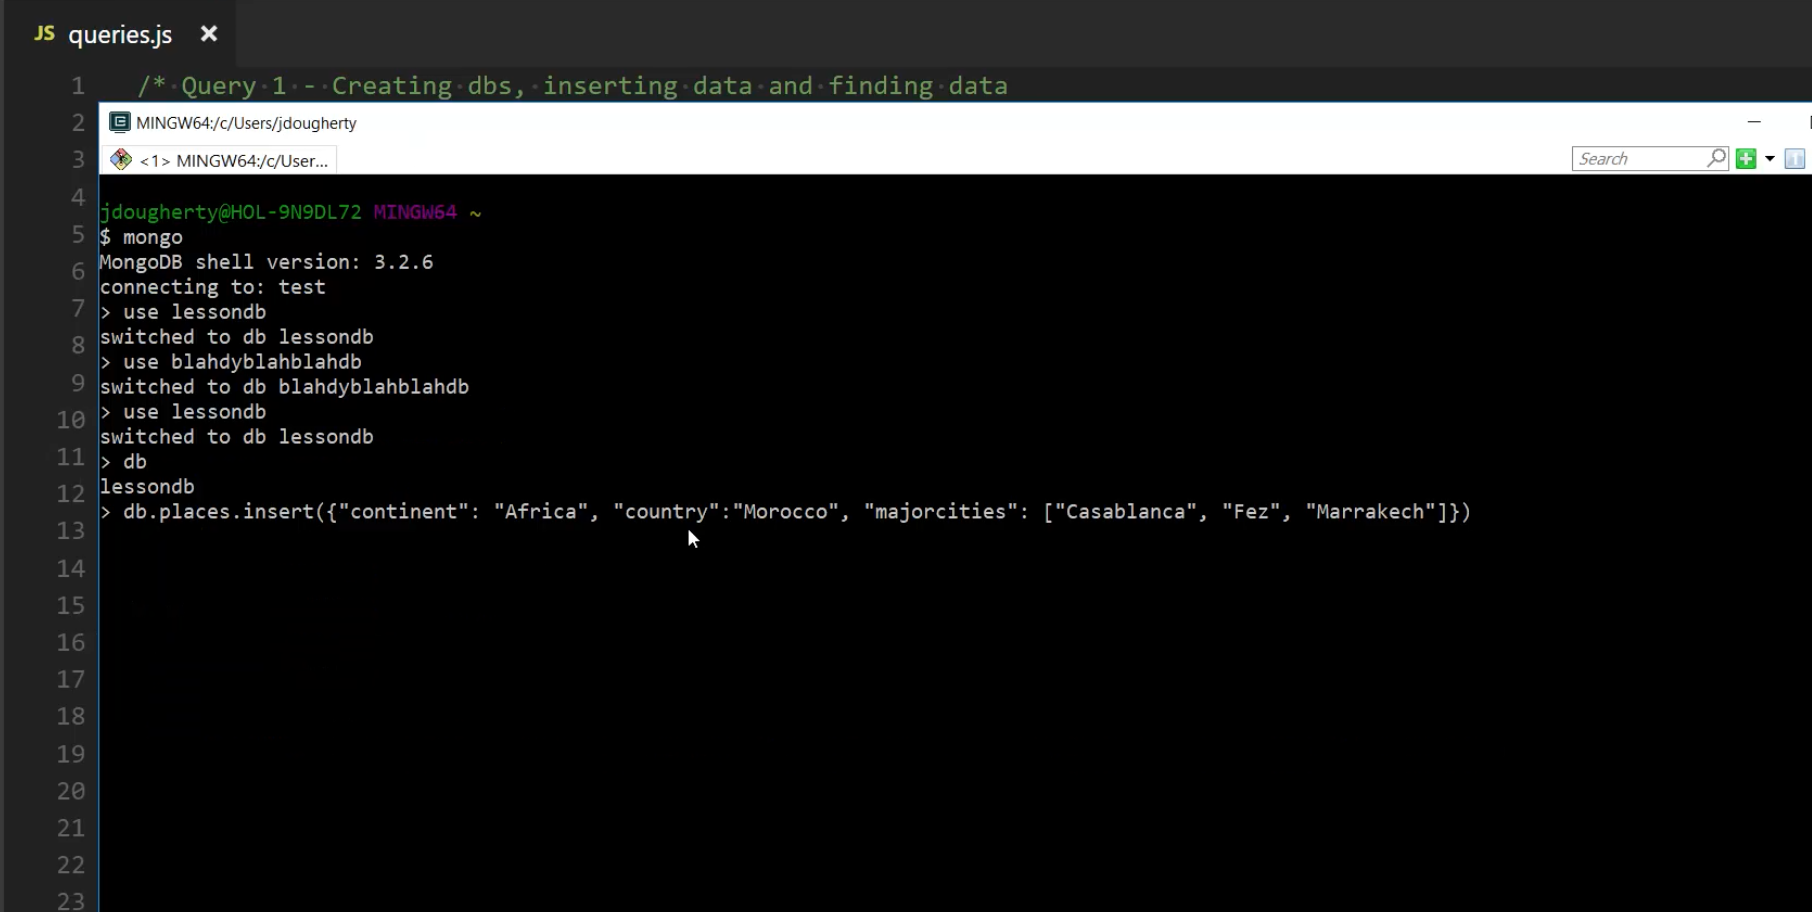 JS queries.js ×
1 /* Query 1 - Creating dbs, inserting data and finding data
2 MINGW64:/c/Users/jdougherty
3 <1> MINGW64:/c/User... Search
4 jdougherty@HOL-9N9DL72 MINGW64 ~
5 $ mongo
6 MongoDB shell version: 3.2.6
connecting to: test
7 > use lessondb
8 switched to db lessondb
> use blahdyblahblahdb
9 switched to db blahdyblahblahdb
10 > use lessondb
switched to db lessondb
11 > db
12 lessondb
> db.places.insert({"continent": "Africa", "country":"Morocco", "majorcities": ["Casablanca", "Fez", "Marrakech"]})
13
14
15
16
17
18
19
20
21
22
23